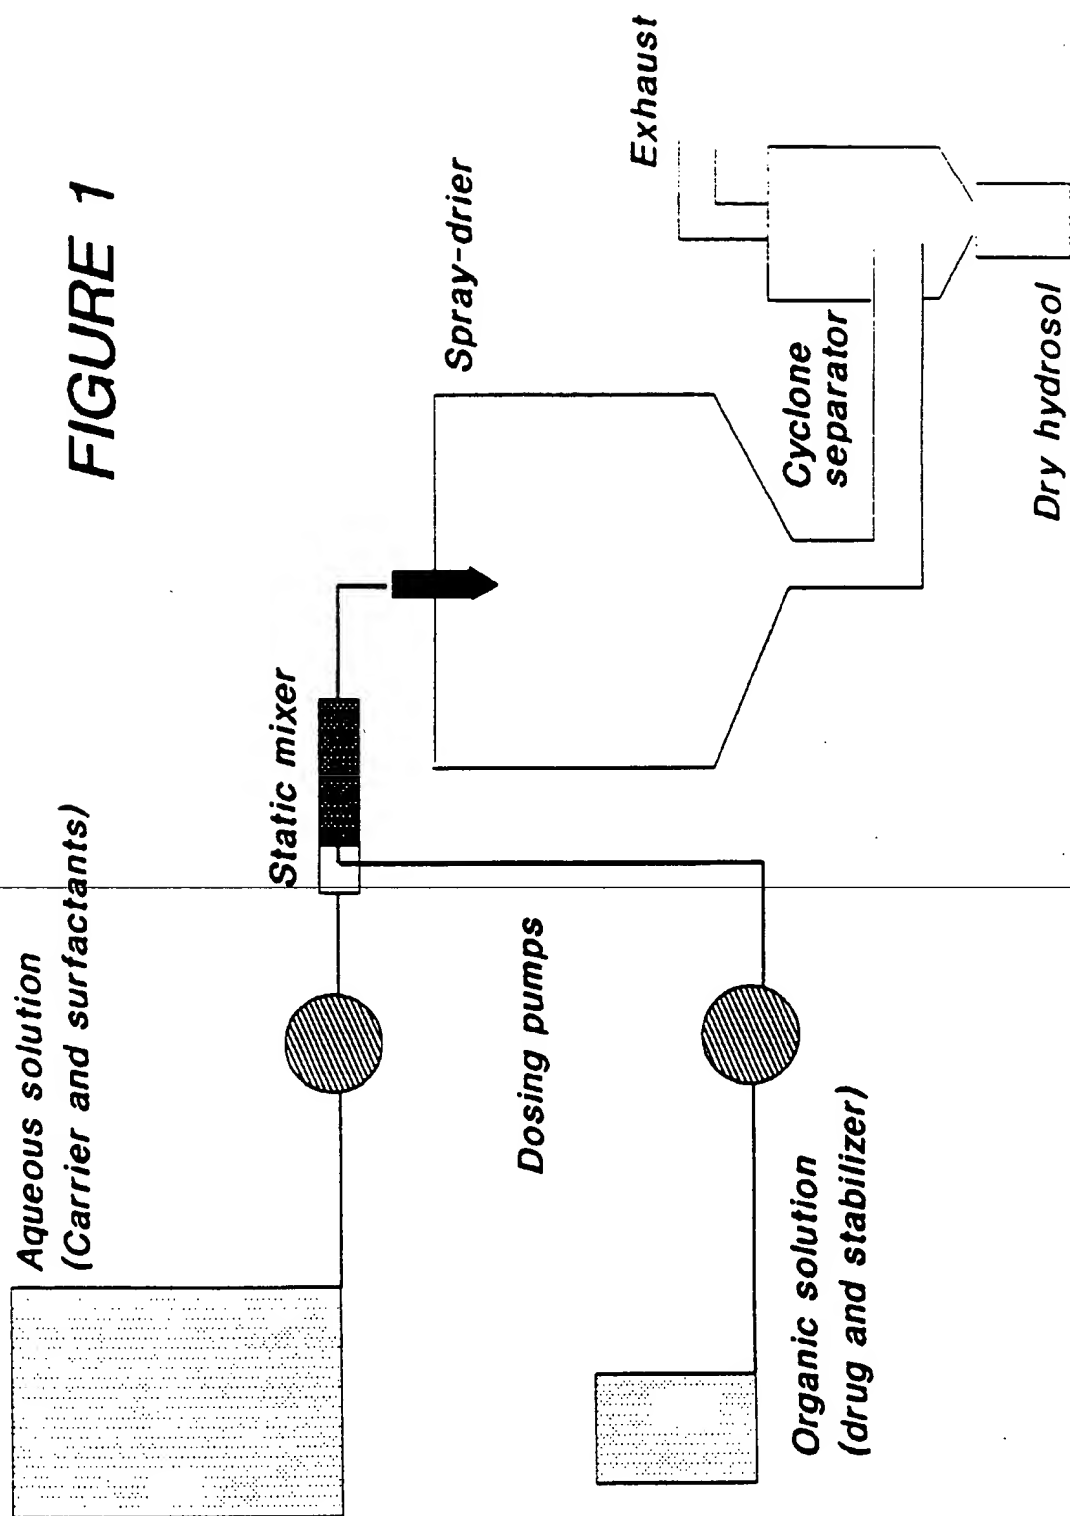 FIGURE 1
Aqueous solution
(Carrier and surfactants)
Static mixer
Spray-drier
Exhaust
Dosing pumps
Cyclone
separator
Organic solution
(drug and stabilizer)
Dry hydrosol